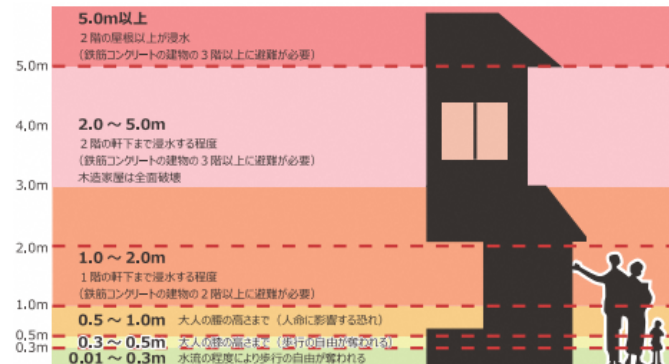 5.0m以上
２階の屋根以上が浸水
（鉄筋コンクリートの建物の３階以上に避難が必要）
5.0m
4.0m
2.0 ～ 5.0m
２階の軒下まで浸水する程度
（鉄筋コンクリートの建物の３階以上に避難が必要）
木造家屋は全面破壊
3.0m
2.0m
1.0 ～ 2.0m
１階の軒下まで浸水する程度
（鉄筋コンクリートの建物の２階以上に避難が必要）
1.0m
0.5 ～ 1.0m 大人の腰の高さまで（人命に影響する恐れ）
0.5m
0.3 ～ 0.5m 大人の膝の高さまで（歩行の自由が奪われる）
0.3m
0.01 ～ 0.3m 水流の程度により歩行の自由が奪われる